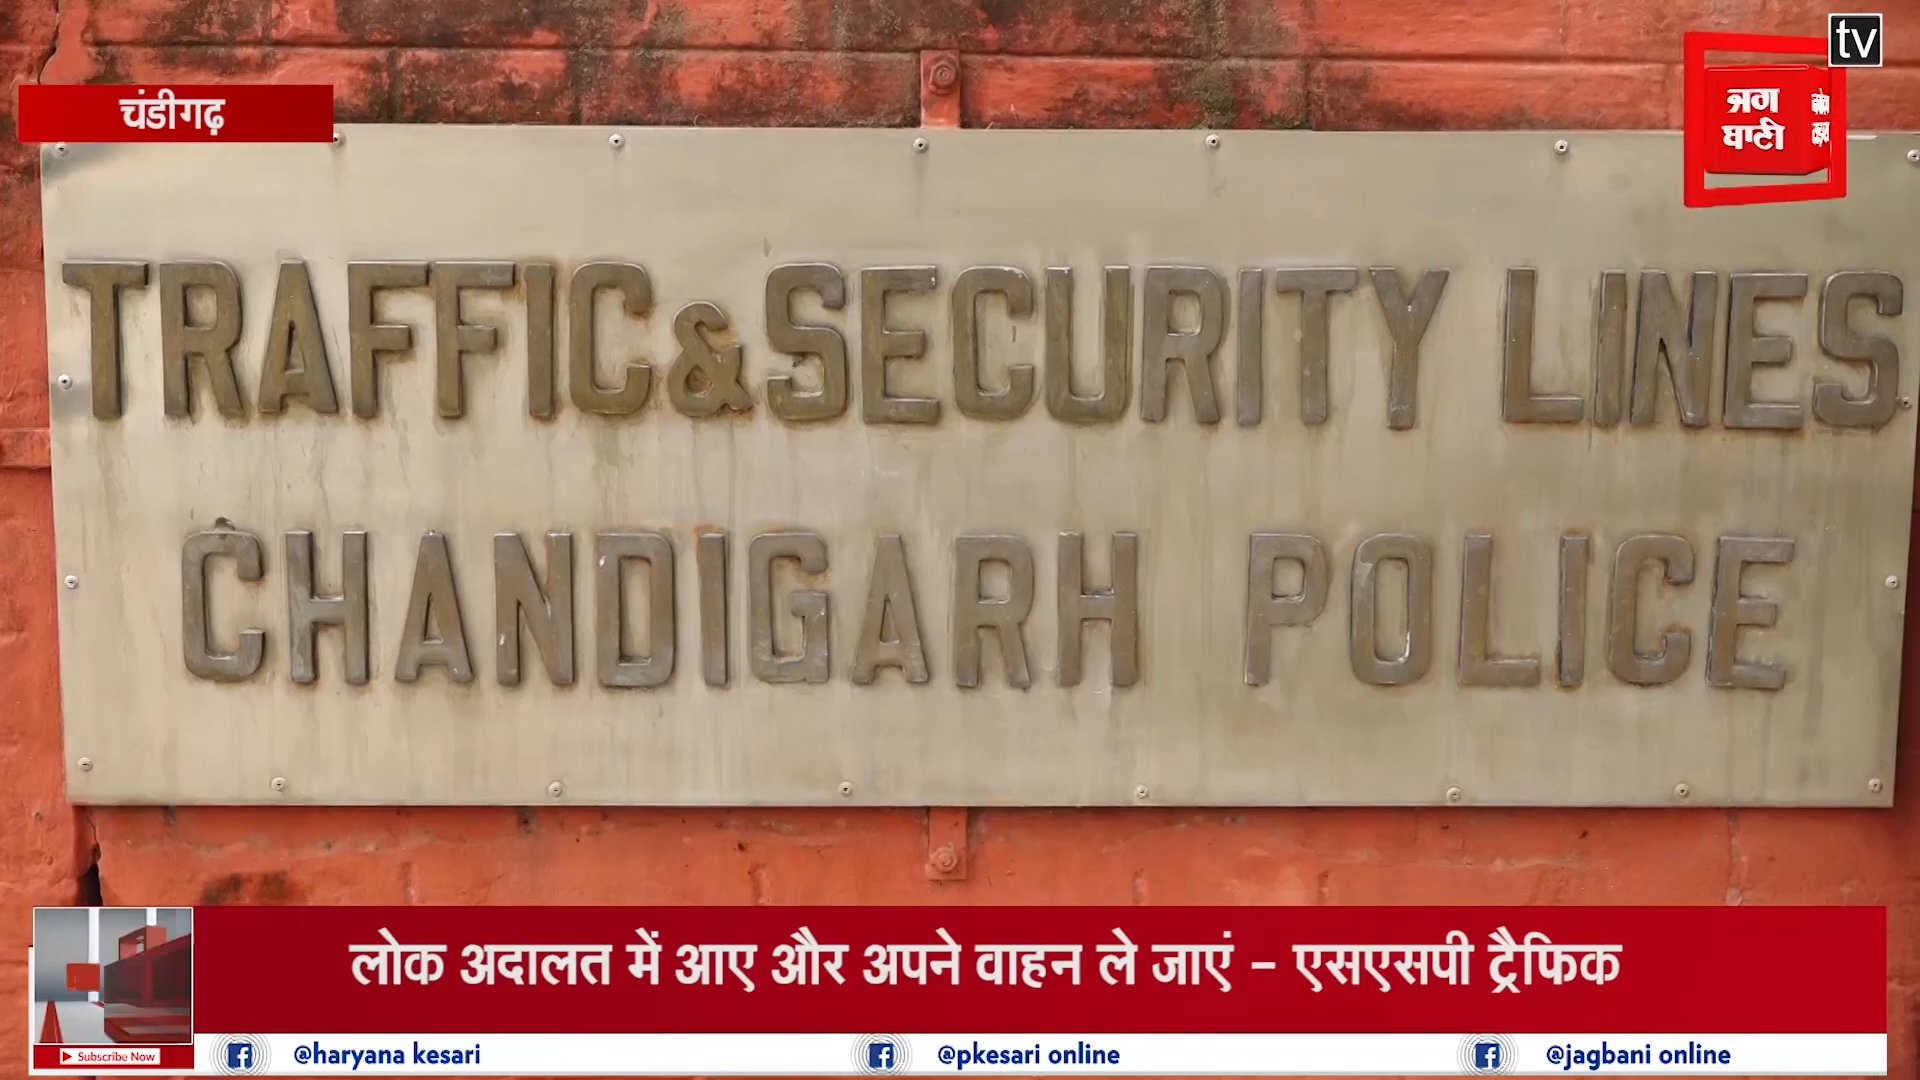 tv
चंडीगढ़
ਜਗ
ਬਾਣੀ
TRAFFIC & SECURITY LINES
CHANDIGARH POLICE
लोक अदालत में आए और अपने वाहन ले जाएं - एसएसपी ट्रैफिक
Subscribe Now
@haryana kesari
@pkesari online
@jagbani online